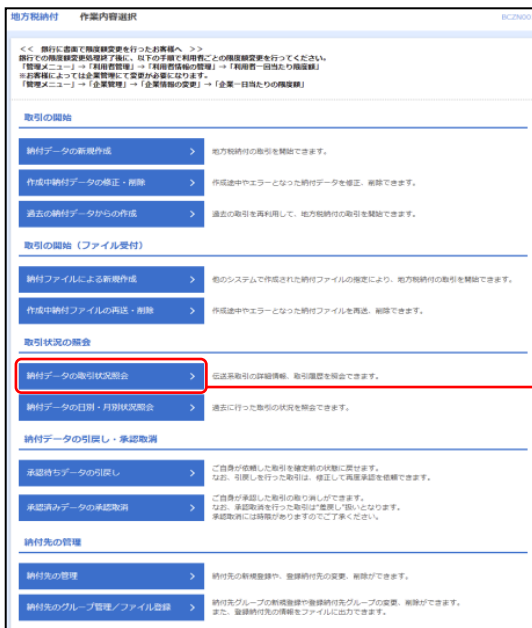 地方税納付 作業内容選択 BCZN00
<< 銀行に書面で限度額変更を行ったお客様へ >>
銀行での限度額変更処理終了後に、以下の手順で利用者ごとの限度額変更を行ってください。
「管理メニュー」→「利用者管理」→「利用者情報の管理」→「利用者一回当たり限度額」
※お客様によっては企業管理にて変更が必要になります。
「管理メニュー」→「企業管理」→「企業情報の変更」→「企業一日当たりの限度額」
取引の開始
納付データの新規作成 > 地方税納付の取引を開始できます。
作成中納付データの修正・削除 > 作成途中やエラーとなった納付データを修正、削除できます。
過去の納付データからの作成 > 過去の取引を再利用して、地方税納付の取引を開始できます。
取引の開始（ファイル受付）
納付ファイルによる新規作成 > 他のシステムで作成された納付ファイルの指定により、地方税納付の取引を開始できます。
作成中納付ファイルの再送・削除 > 作成途中やエラーとなった納付ファイルを再送、削除できます。
取引状況の照会
納付データの取引状況照会 > 伝送系取引の詳細情報、取引履歴を照会できます。
納付データの日別・月別状況照会 > 過去に行った取引の状況を照会できます。
納付データの引戻し・承認取消
承認待ちデータの引戻し > ご自身が依頼した取引を確定前の状態に戻せます。
なお、引戻しを行った取引は、修正して再度承認を依頼できます。
承認済みデータの承認取消 > ご自身が承認した取引の取り消しができます。
なお、承認取消を行った取引は"差戻し"扱いとなります。
承認取消には時限がありますのでご了承ください。
納付先の管理
納付先の管理 > 納付先の新規登録や、登録納付先の変更、削除ができます。
納付先のグループ管理／ファイル登録 > 納付先グループの新規登録や登録納付先グループの変更、削除ができます。
また、登録納付先の情報をファイルに出力できます。